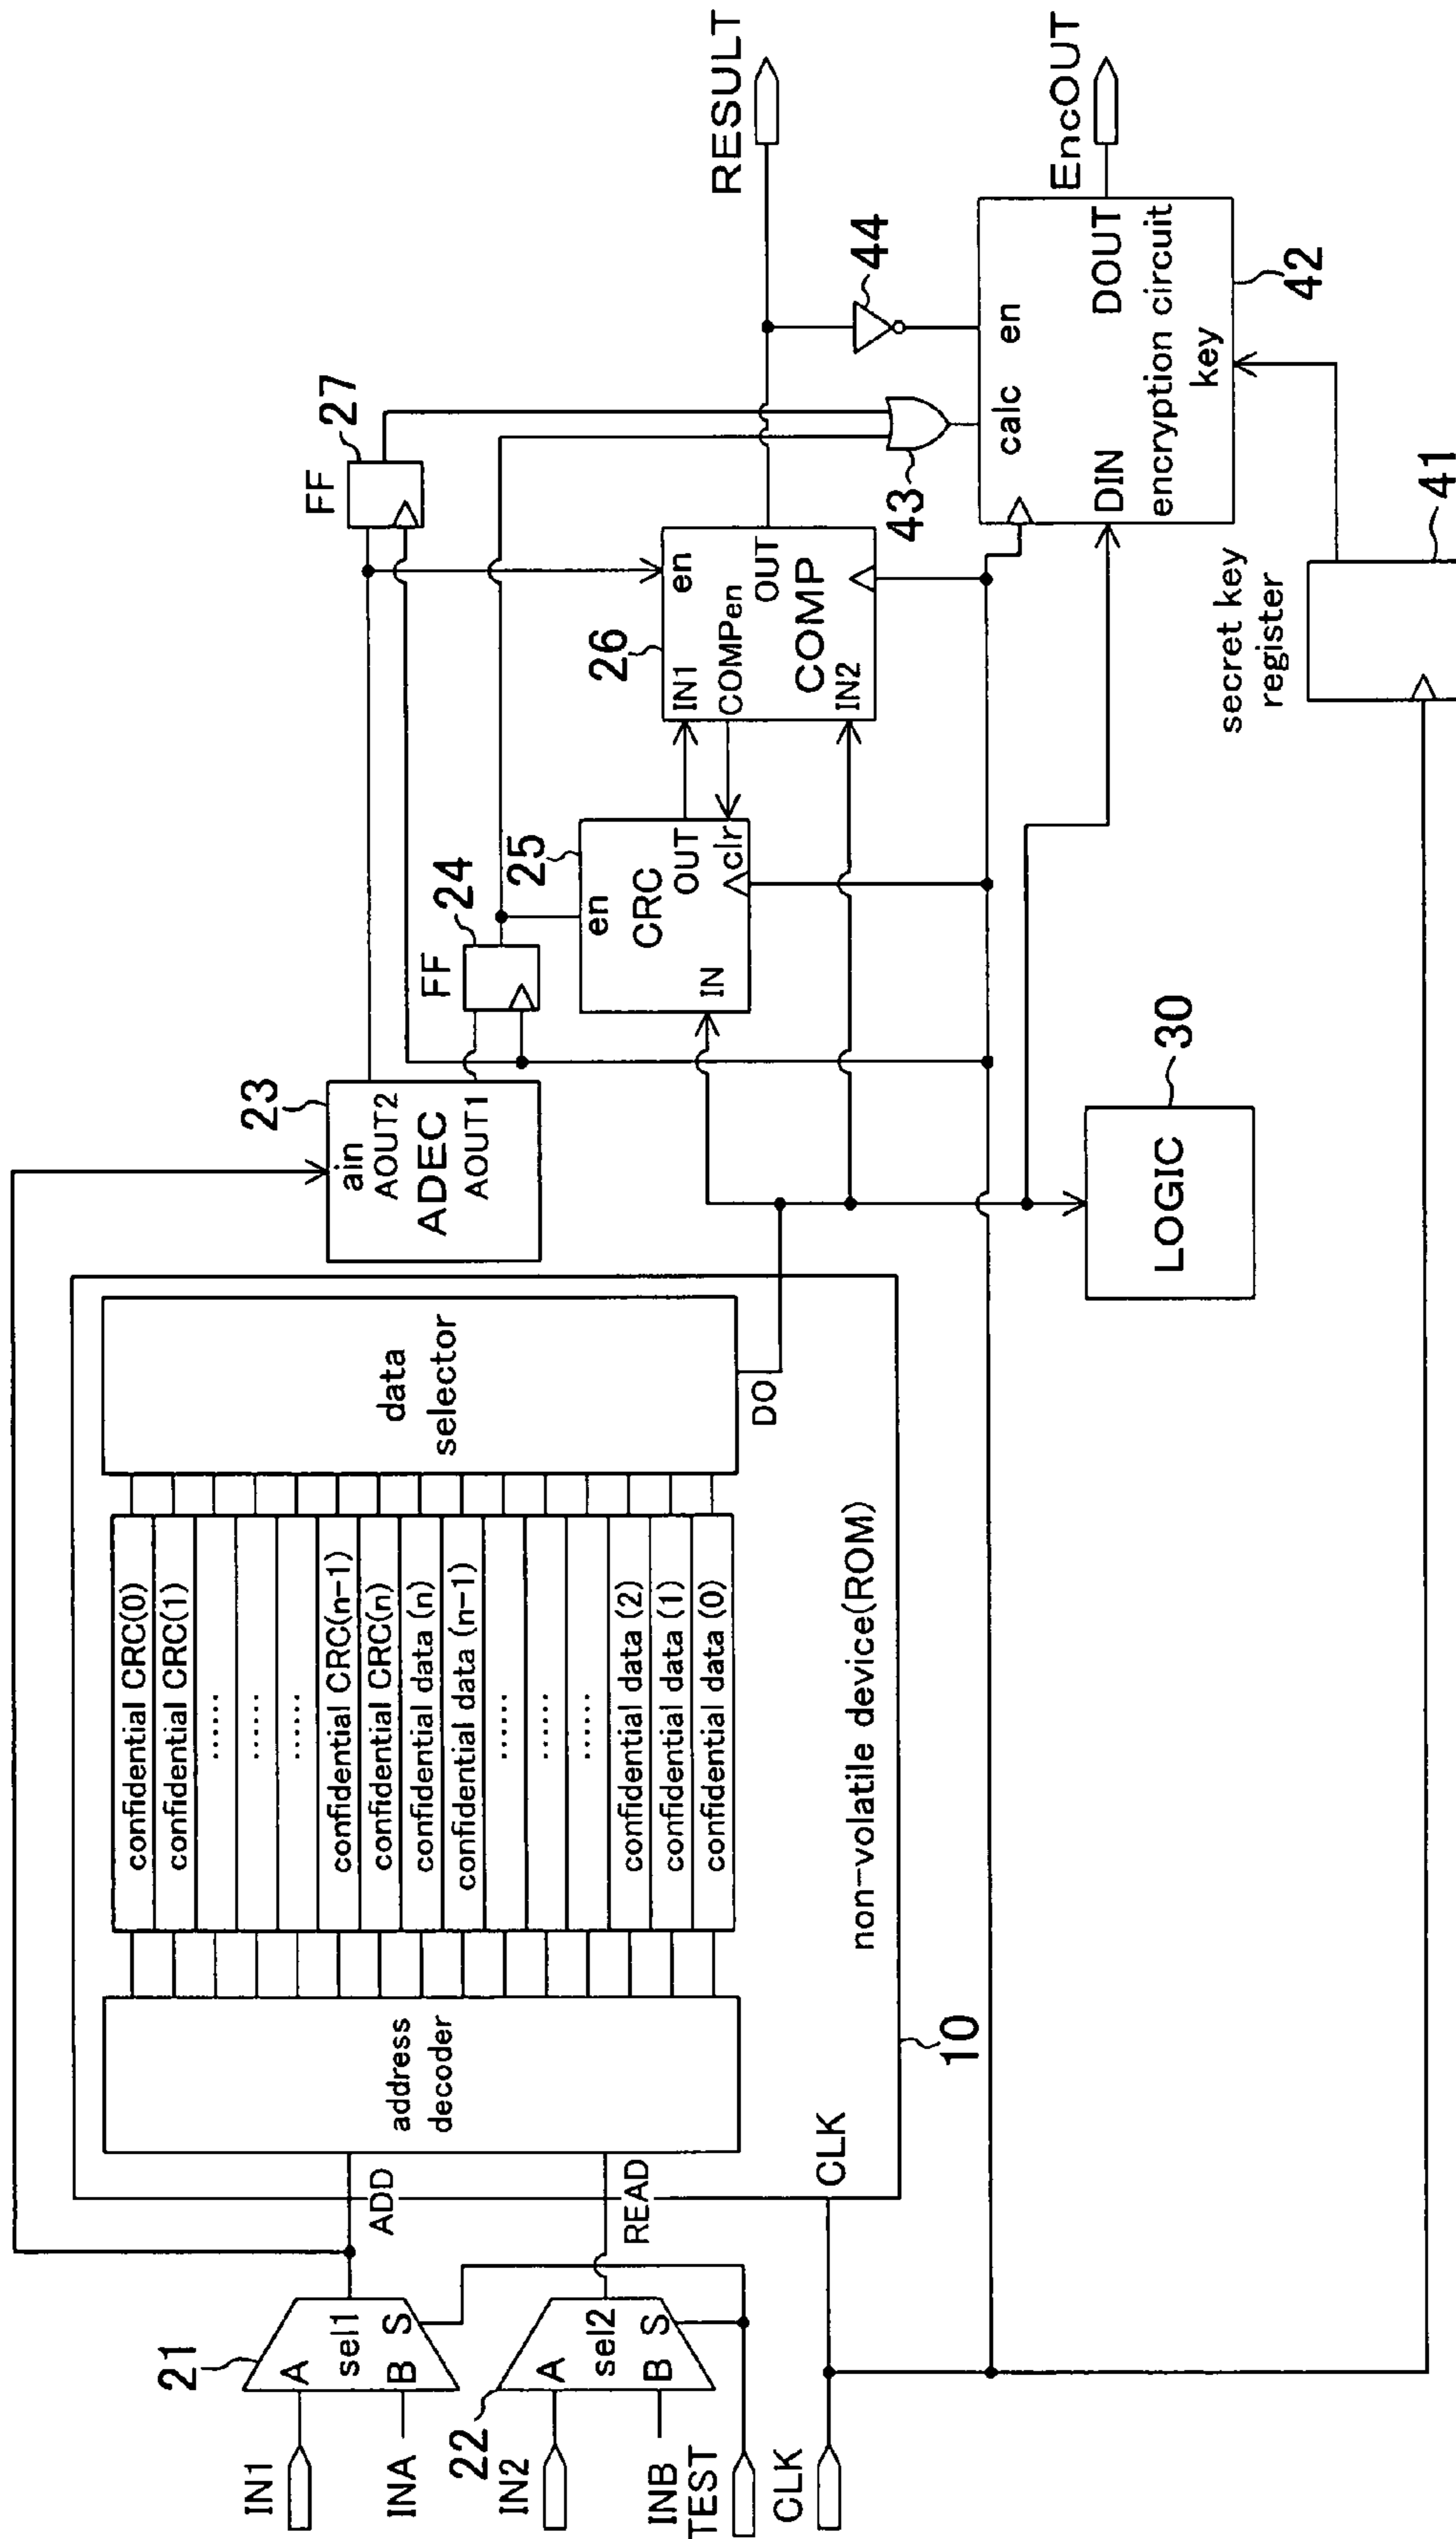 IN1
INA
IN2
INB
TEST
CLK
21
A
sel1
B
S
22
A
sel2
B
S
ADD
READ
CLK
address
decoder
confidential CRC(0)
confidential CRC(1)
......
......
......
confidential CRC(n-1)
confidential CRC(n)
confidential data (n)
confidential data (n-1)
......
......
......
confidential data (2)
confidential data (1)
confidential data (0)
data
selector
DO
non-volatile device(ROM)
10
23
ain
AOUT2
ADEC
AOUT1
FF
24
25
en
CRC
OUT
IN
clr
26
IN1
en
COMPen
OUT
COMP
IN2
FF
27
LOGIC
30
43
44
RESULT
calc
en
DIN
DOUT
encryption circuit
key
42
EncOUT
secret key
register
41